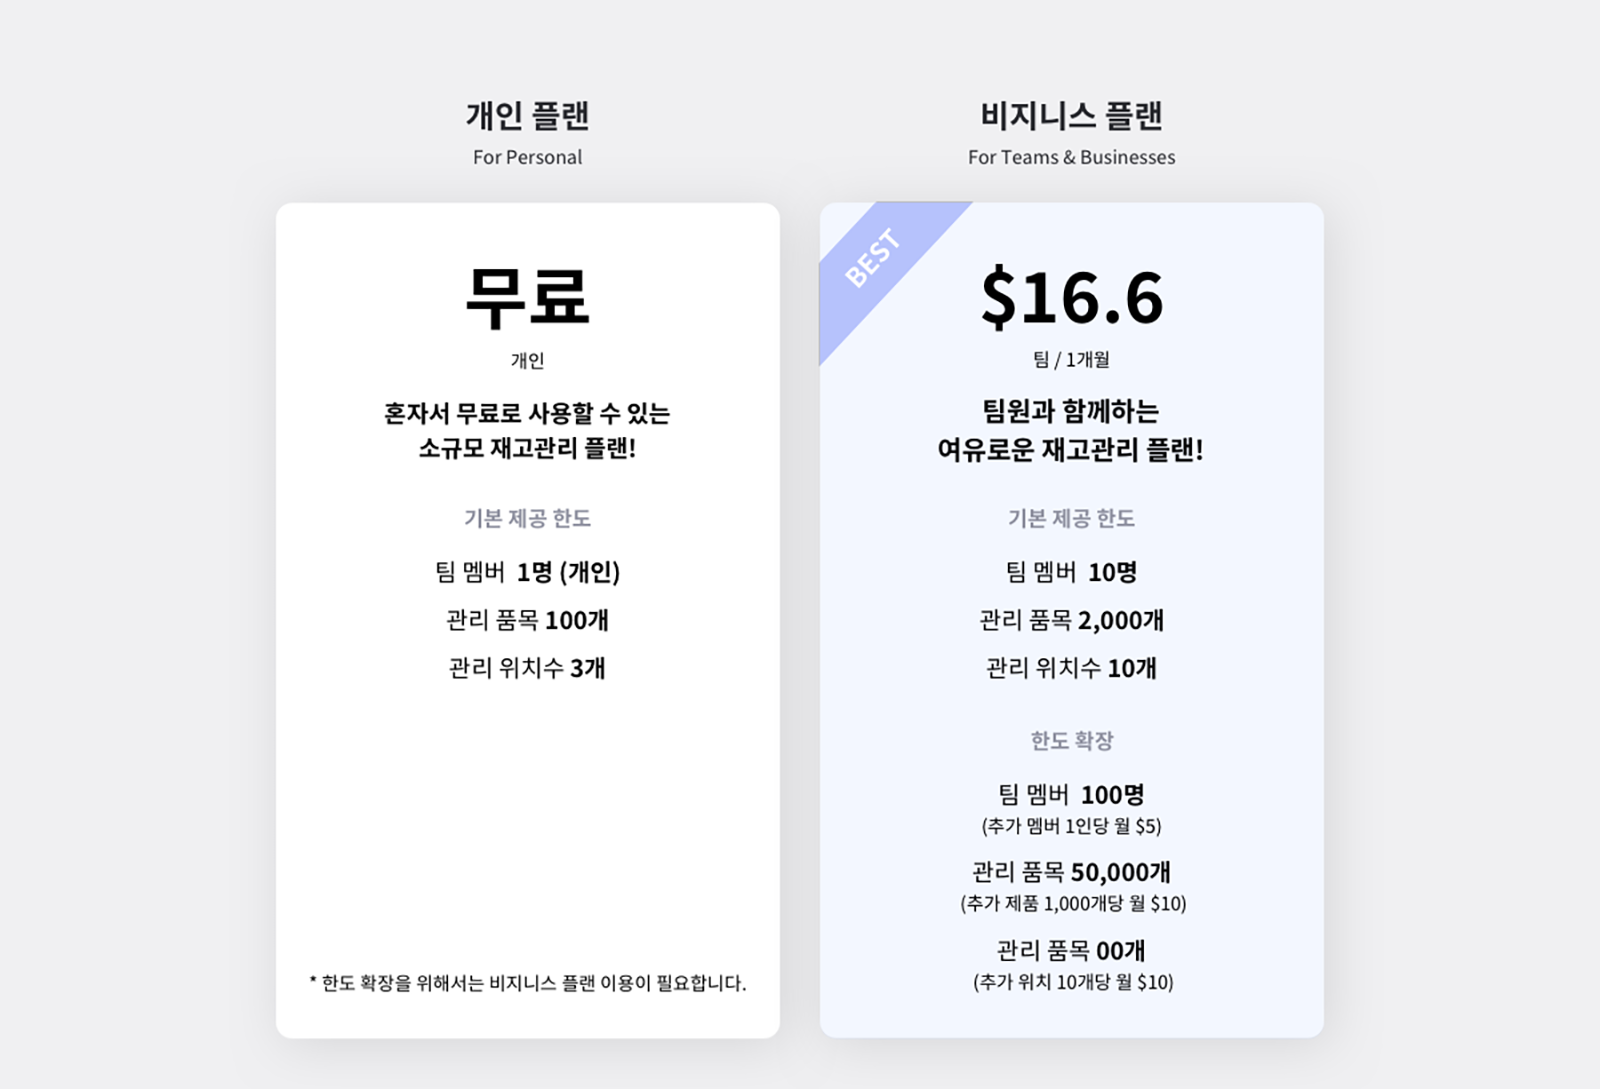 개인 플랜
For Personal
무료
개인
혼자서 무료로 사용할 수 있는
소규모 재고관리 플랜!
기본 제공 한도
팀 멤버 1명 (개인)
관리 품목 100개
관리 위치수 3개
* 한도 확장을 위해서는 비지니스 플랜 이용이 필요합니다.
비지니스 플랜
For Teams & Businesses
BEST
$16.6
팀 / 1개월
팀원과 함께하는
여유로운 재고관리 플랜!
기본 제공 한도
팀 멤버 10명
관리 품목 2,000개
관리 위치수 10개
한도 확장
팀 멤버 100명
(추가 멤버 1인당 월 $5)
관리 품목 50,000개
(추가 제품 1,000개당 월 $10)
관리 품목 00개
(추가 위치 10개당 월 $10)